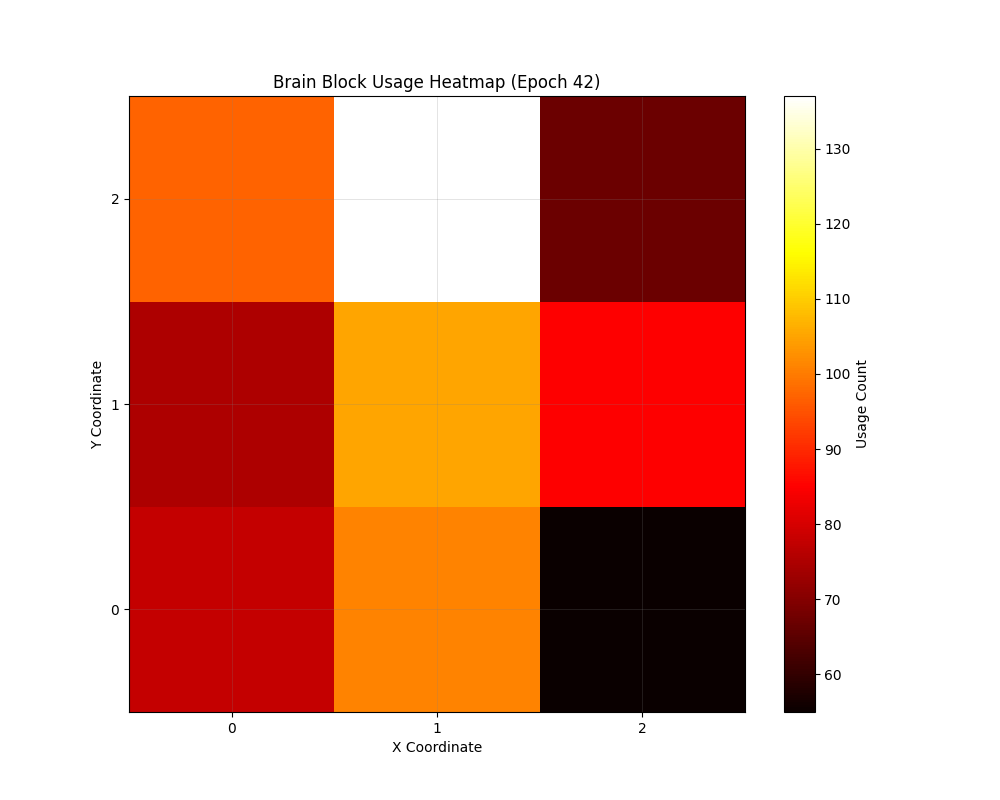 Brain Block Usage Heatmap (Epoch 42)
2
1
0
Y Coordinate
0 1 2
X Coordinate
130
120
110
100
90
80
70
60
Usage Count